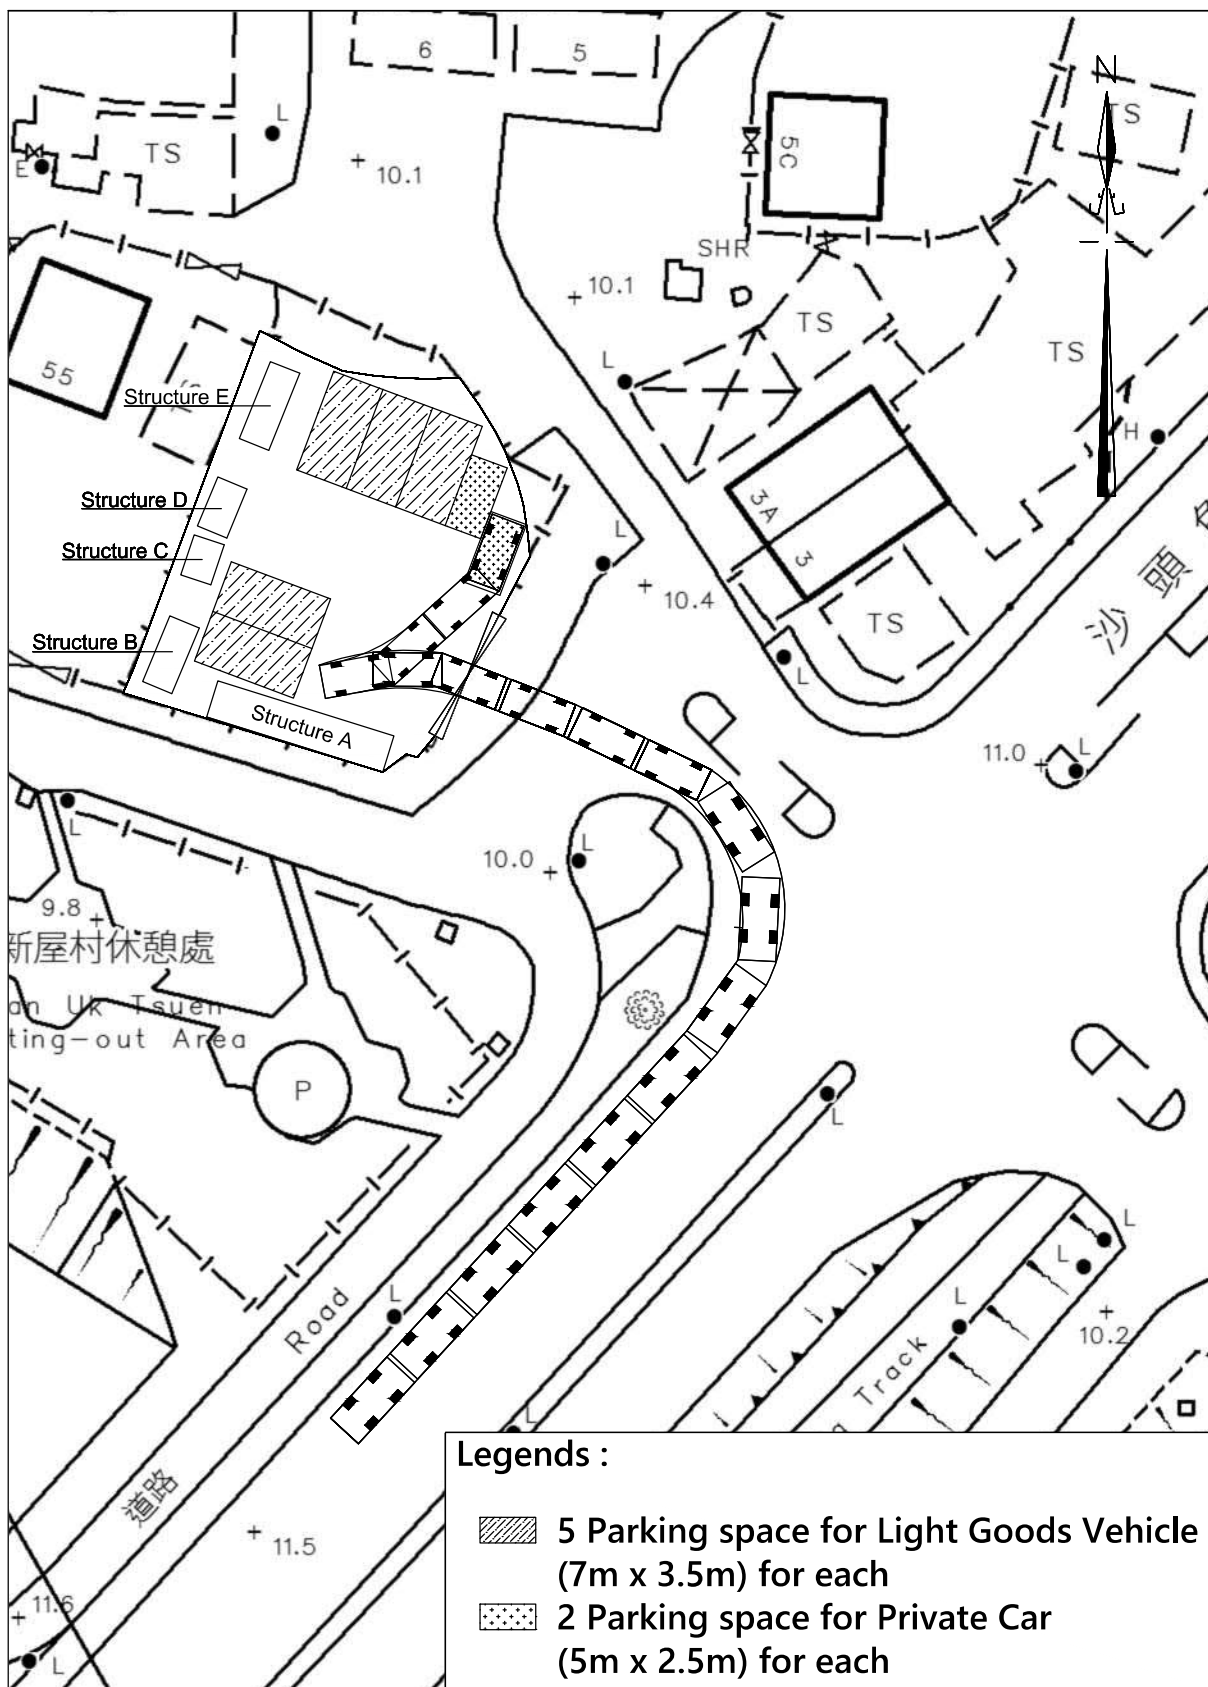 6
5
N
TS
L
TS
E
10.1
5C
SHR
10.1
TS
TS
L
55
Structure E
H
3A
3
Structure D
L
Structure C
10.4
TS
沙頭
Structure B
L
Structure A
11.0
L
L
10.0
L
9.8
新屋村休憩處
an Uk Tsuen
ting-out Area
P
L
L
L
L
L
10.2
Road
Track
L
道路
11.5
11.6
L
Legends :
5 Parking space for Light Goods Vehicle
(7m x 3.5m) for each
2 Parking space for Private Car
(5m x 2.5m) for each